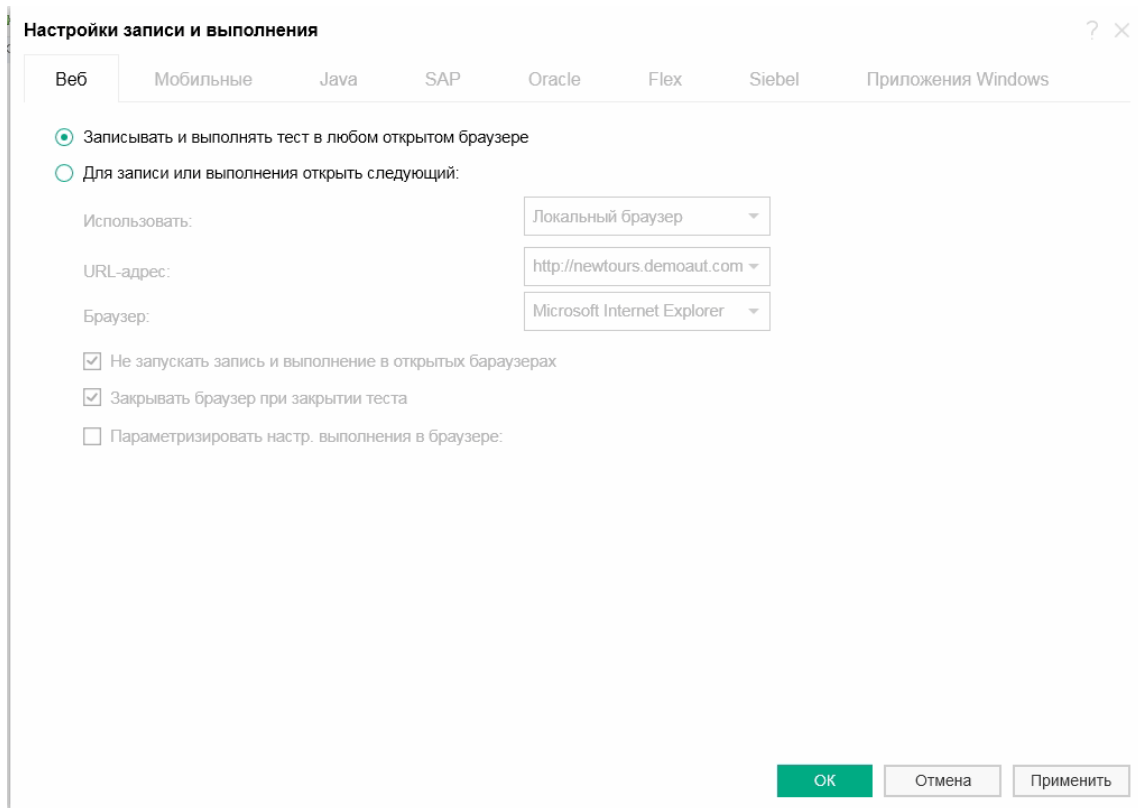 Настройки записи и выполнения
Веб Мобильные Java SAP Oracle Flex Siebel Приложения Windows
Записывать и выполнять тест в любом открытом браузере
Для записи или выполнения открыть следующий:
Использовать: Локальный браузер
URL-адрес: http://newtours.demoaut.com
Браузер: Microsoft Internet Explorer
Не запускать запись и выполнение в открытых бараузерах
Закрывать браузер при закрытии теста
Параметризировать настр. выполнения в браузере:
ОК Отмена Применить